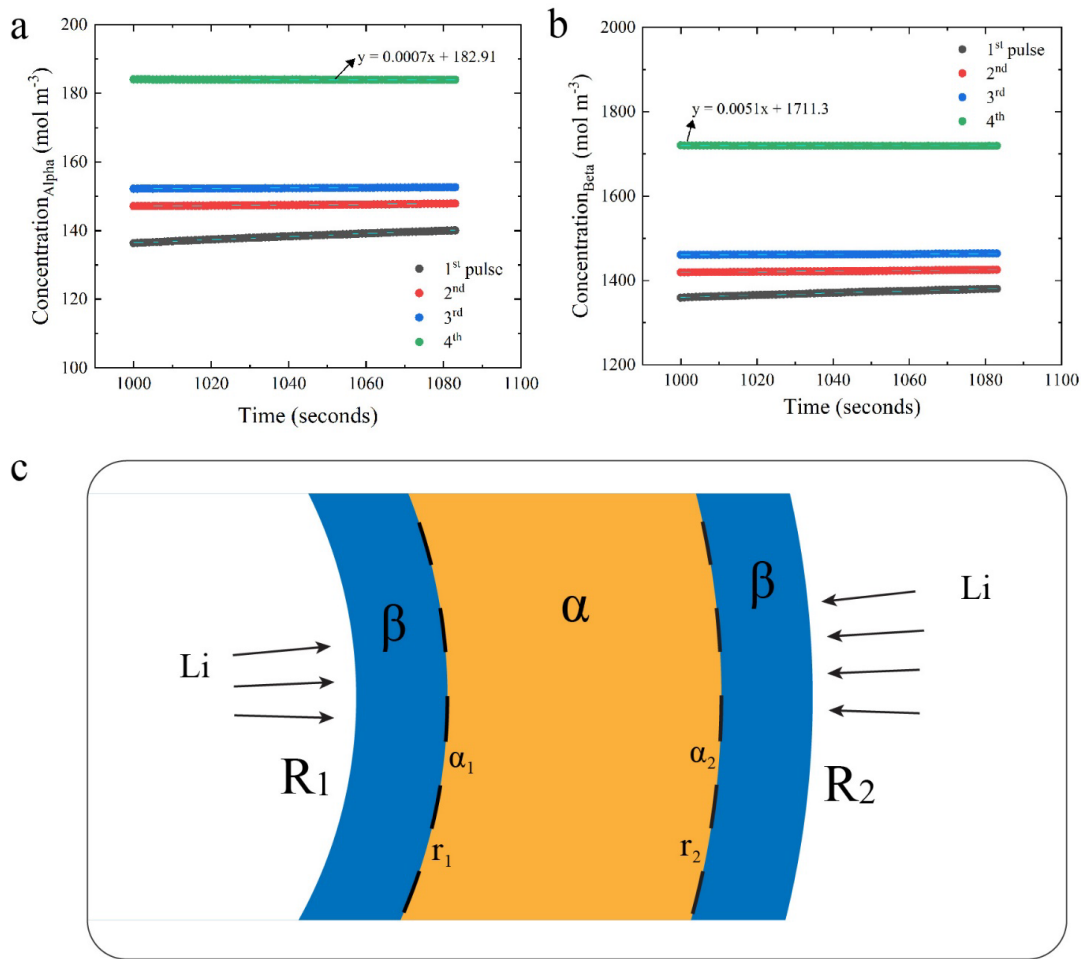 a
200
180
160
140
120
100
Concentration_Alpha (mol m⁻³)
y = 0.0007x + 182.91
1ˢᵗ pulse
2ⁿᵈ
3ʳᵈ
4ᵗʰ
1000 1020 1040 1060 1080 1100
Time (seconds)
b
2000
1800
1600
1400
1200
Concentration_Beta (mol m⁻³)
1ˢᵗ pulse
2ⁿᵈ
3ʳᵈ
4ᵗʰ
y = 0.0051x + 1711.3
1000 1020 1040 1060 1080 1100
Time (seconds)
c
β
α
β
Li
Li
R₁
α₁
α₂
R₂
r₁
r₂